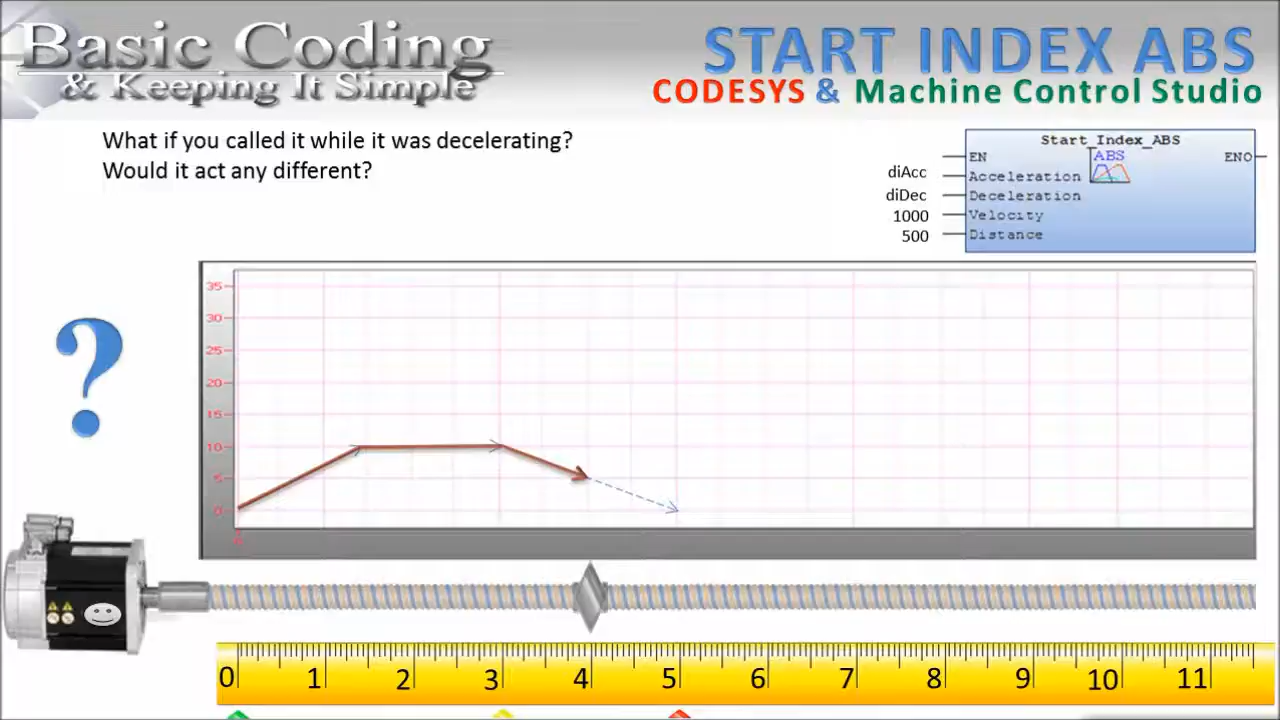 Basic Coding
& Keeping It Simple
START INDEX ABS
CODESYS & Machine Control Studio
What if you called it while it was decelerating?
Would it act any different?
Start_Index_ABS
EN
ABS
ENO
diAcc
Acceleration
diDec
Deceleration
1000
Velocity
500
Distance
35
30
25
20
15
10
5
0
?
0 1 2 3 4 5 6 7 8 9 10 11